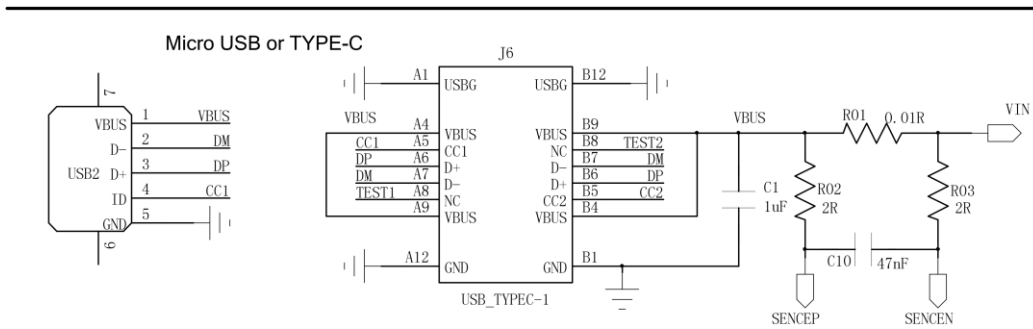 Micro USB or TYPE-C
J6
A1
USBG
USBG
B12
7
VBUS
1
VBUS
D-
2
DM
USB2
D+
3
DP
ID
4
CC1
GND
5
6
VBUS
A4
VBUS
VBUS
B9
CC1
A5
CC1
NC
B8
TEST2
DP
A6
D+
D-
B7
DM
DM
A7
D-
D+
B6
DP
TEST1
A8
NC
CC2
B5
CC2
A9
VBUS
VBUS
B4
A12
GND
GND
B1
USB_TYPEC-1
VBUS
R01
0.01R
VIN
C1
1uF
R02
2R
R03
2R
C10
47nF
SENCEP
SENCEN